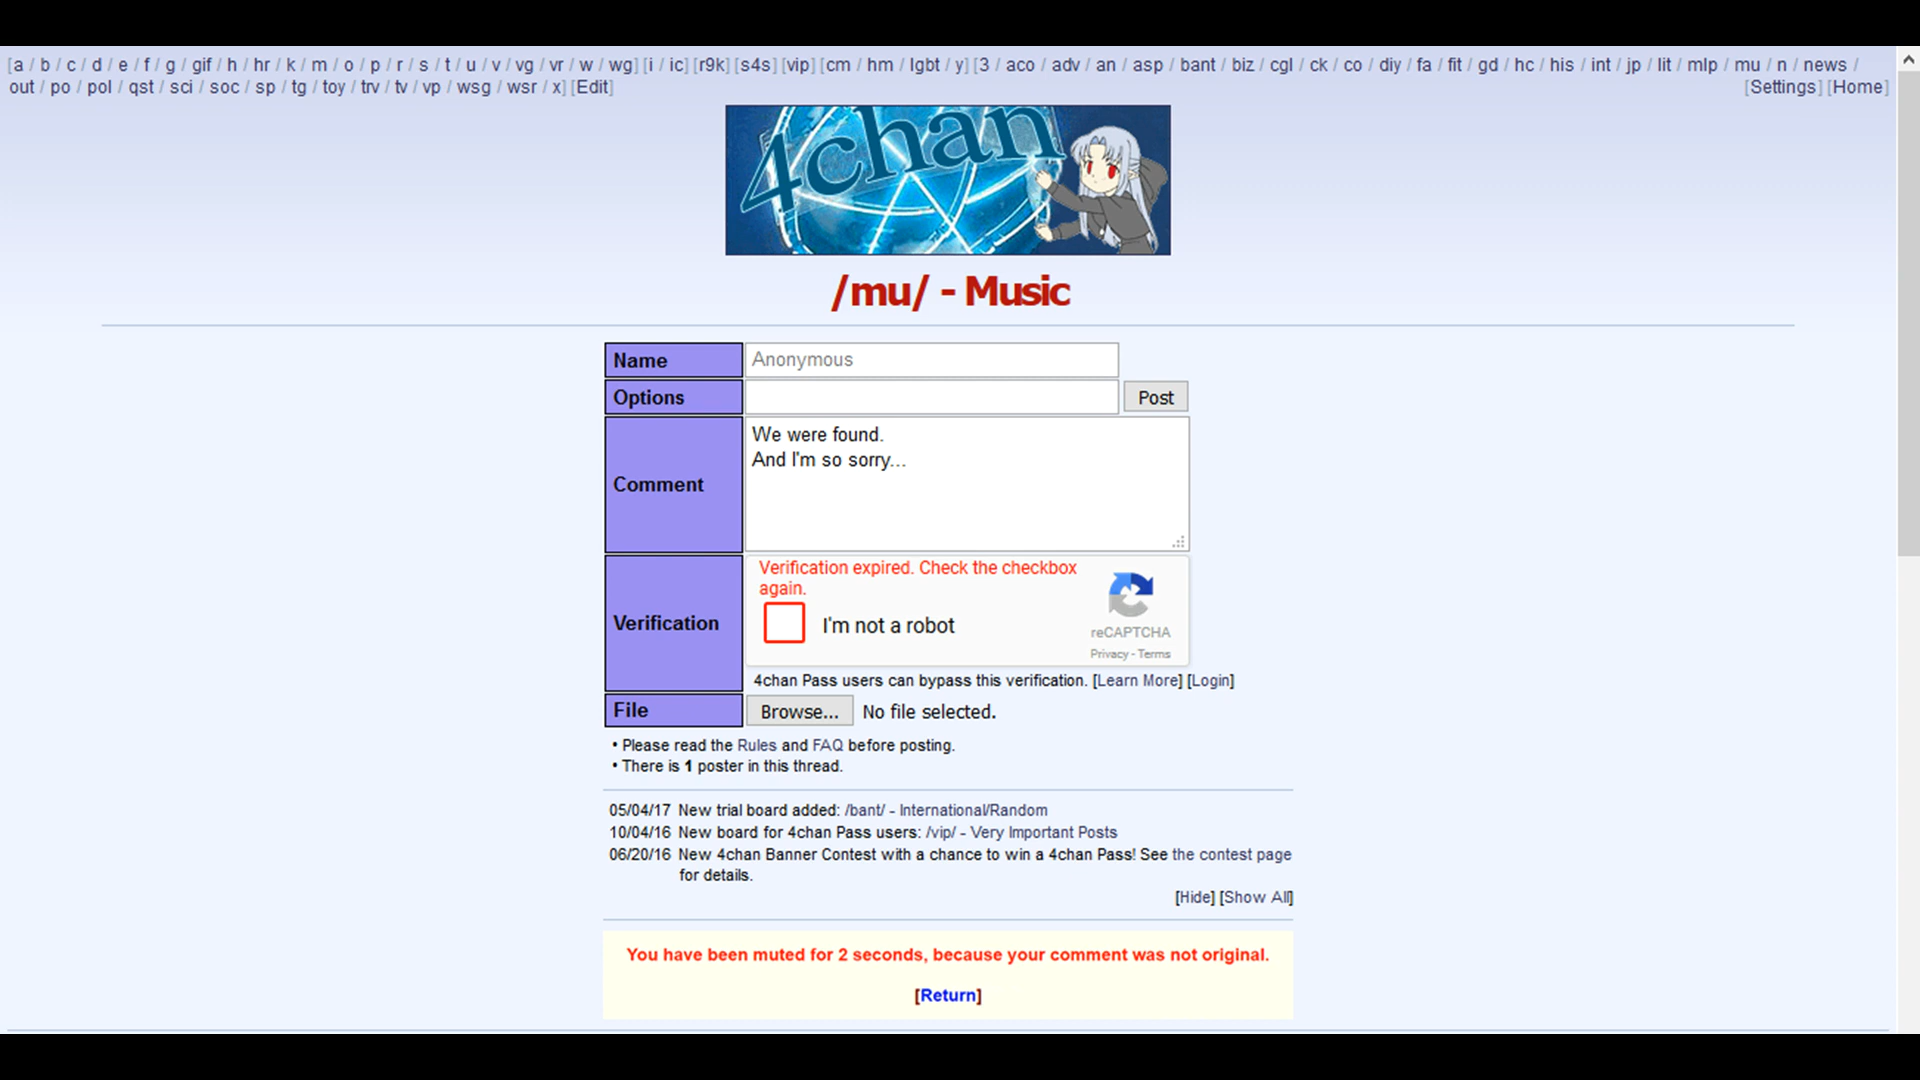 [a / b / c / d / e / f / g / gif / h / hr / k / m / o / p / r / s / t / u / v / vg / vr / w / wg] [i / ic] [r9k] [s4s] [vip] [cm / hm / lgbt / y] [3 / aco / adv / an / asp / bant / biz / cgl / ck / co / diy / fa / fit / gd / hc / his / int / jp / lit / mlp / mu / n / news /
out / po / pol / qst / sci / soc / sp / tg / toy / trv / tv / vp / wsg / wsr / x] [Edit]
[Settings] [Home]
4chan
/mu/ - Music
Name
Anonymous
Options
Post
Comment
We were found.
And I'm so sorry...
Verification
Verification expired. Check the checkbox
again.
I'm not a robot
reCAPTCHA
Privacy - Terms
4chan Pass users can bypass this verification. [Learn More] [Login]
File
Browse... No file selected.
• Please read the Rules and FAQ before posting.
• There is 1 poster in this thread.
05/04/17 New trial board added: /bant/ - International/Random
10/04/16 New board for 4chan Pass users: /vip/ - Very Important Posts
06/20/16 New 4chan Banner Contest with a chance to win a 4chan Pass! See the contest page
for details.
[Hide] [Show All]
You have been muted for 2 seconds, because your comment was not original.
[Return]